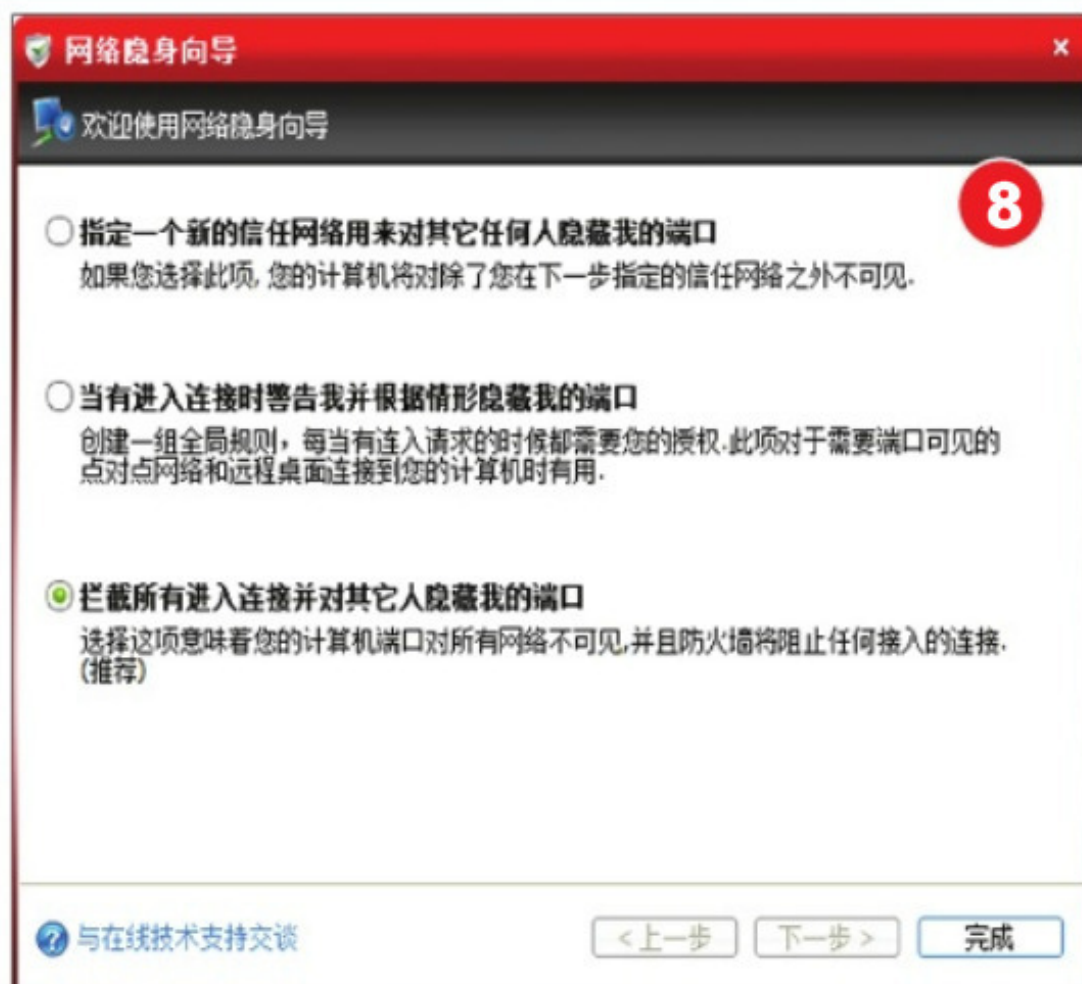 网络隐身向导
欢迎使用网络隐身向导
8
指定一个新的信任网络用来对其它任何人隐藏我的端口
如果您选择此项, 您的计算机将对除了您在下一步指定的信任网络之外不可见.
当有进入连接时警告我并根据情形隐藏我的端口
创建一组全局规则，每当有连入请求的时候都需要您的授权.此项对于需要端口可见的
点对点网络和远程桌面连接到您的计算机时有用.
拦截所有进入连接并对其它人隐藏我的端口
选择这项意味着您的计算机端口对所有网络不可见,并且防火墙将阻止任何接入的连接.
(推荐)
与在线技术支持交谈
<上一步
下一步 >
完成